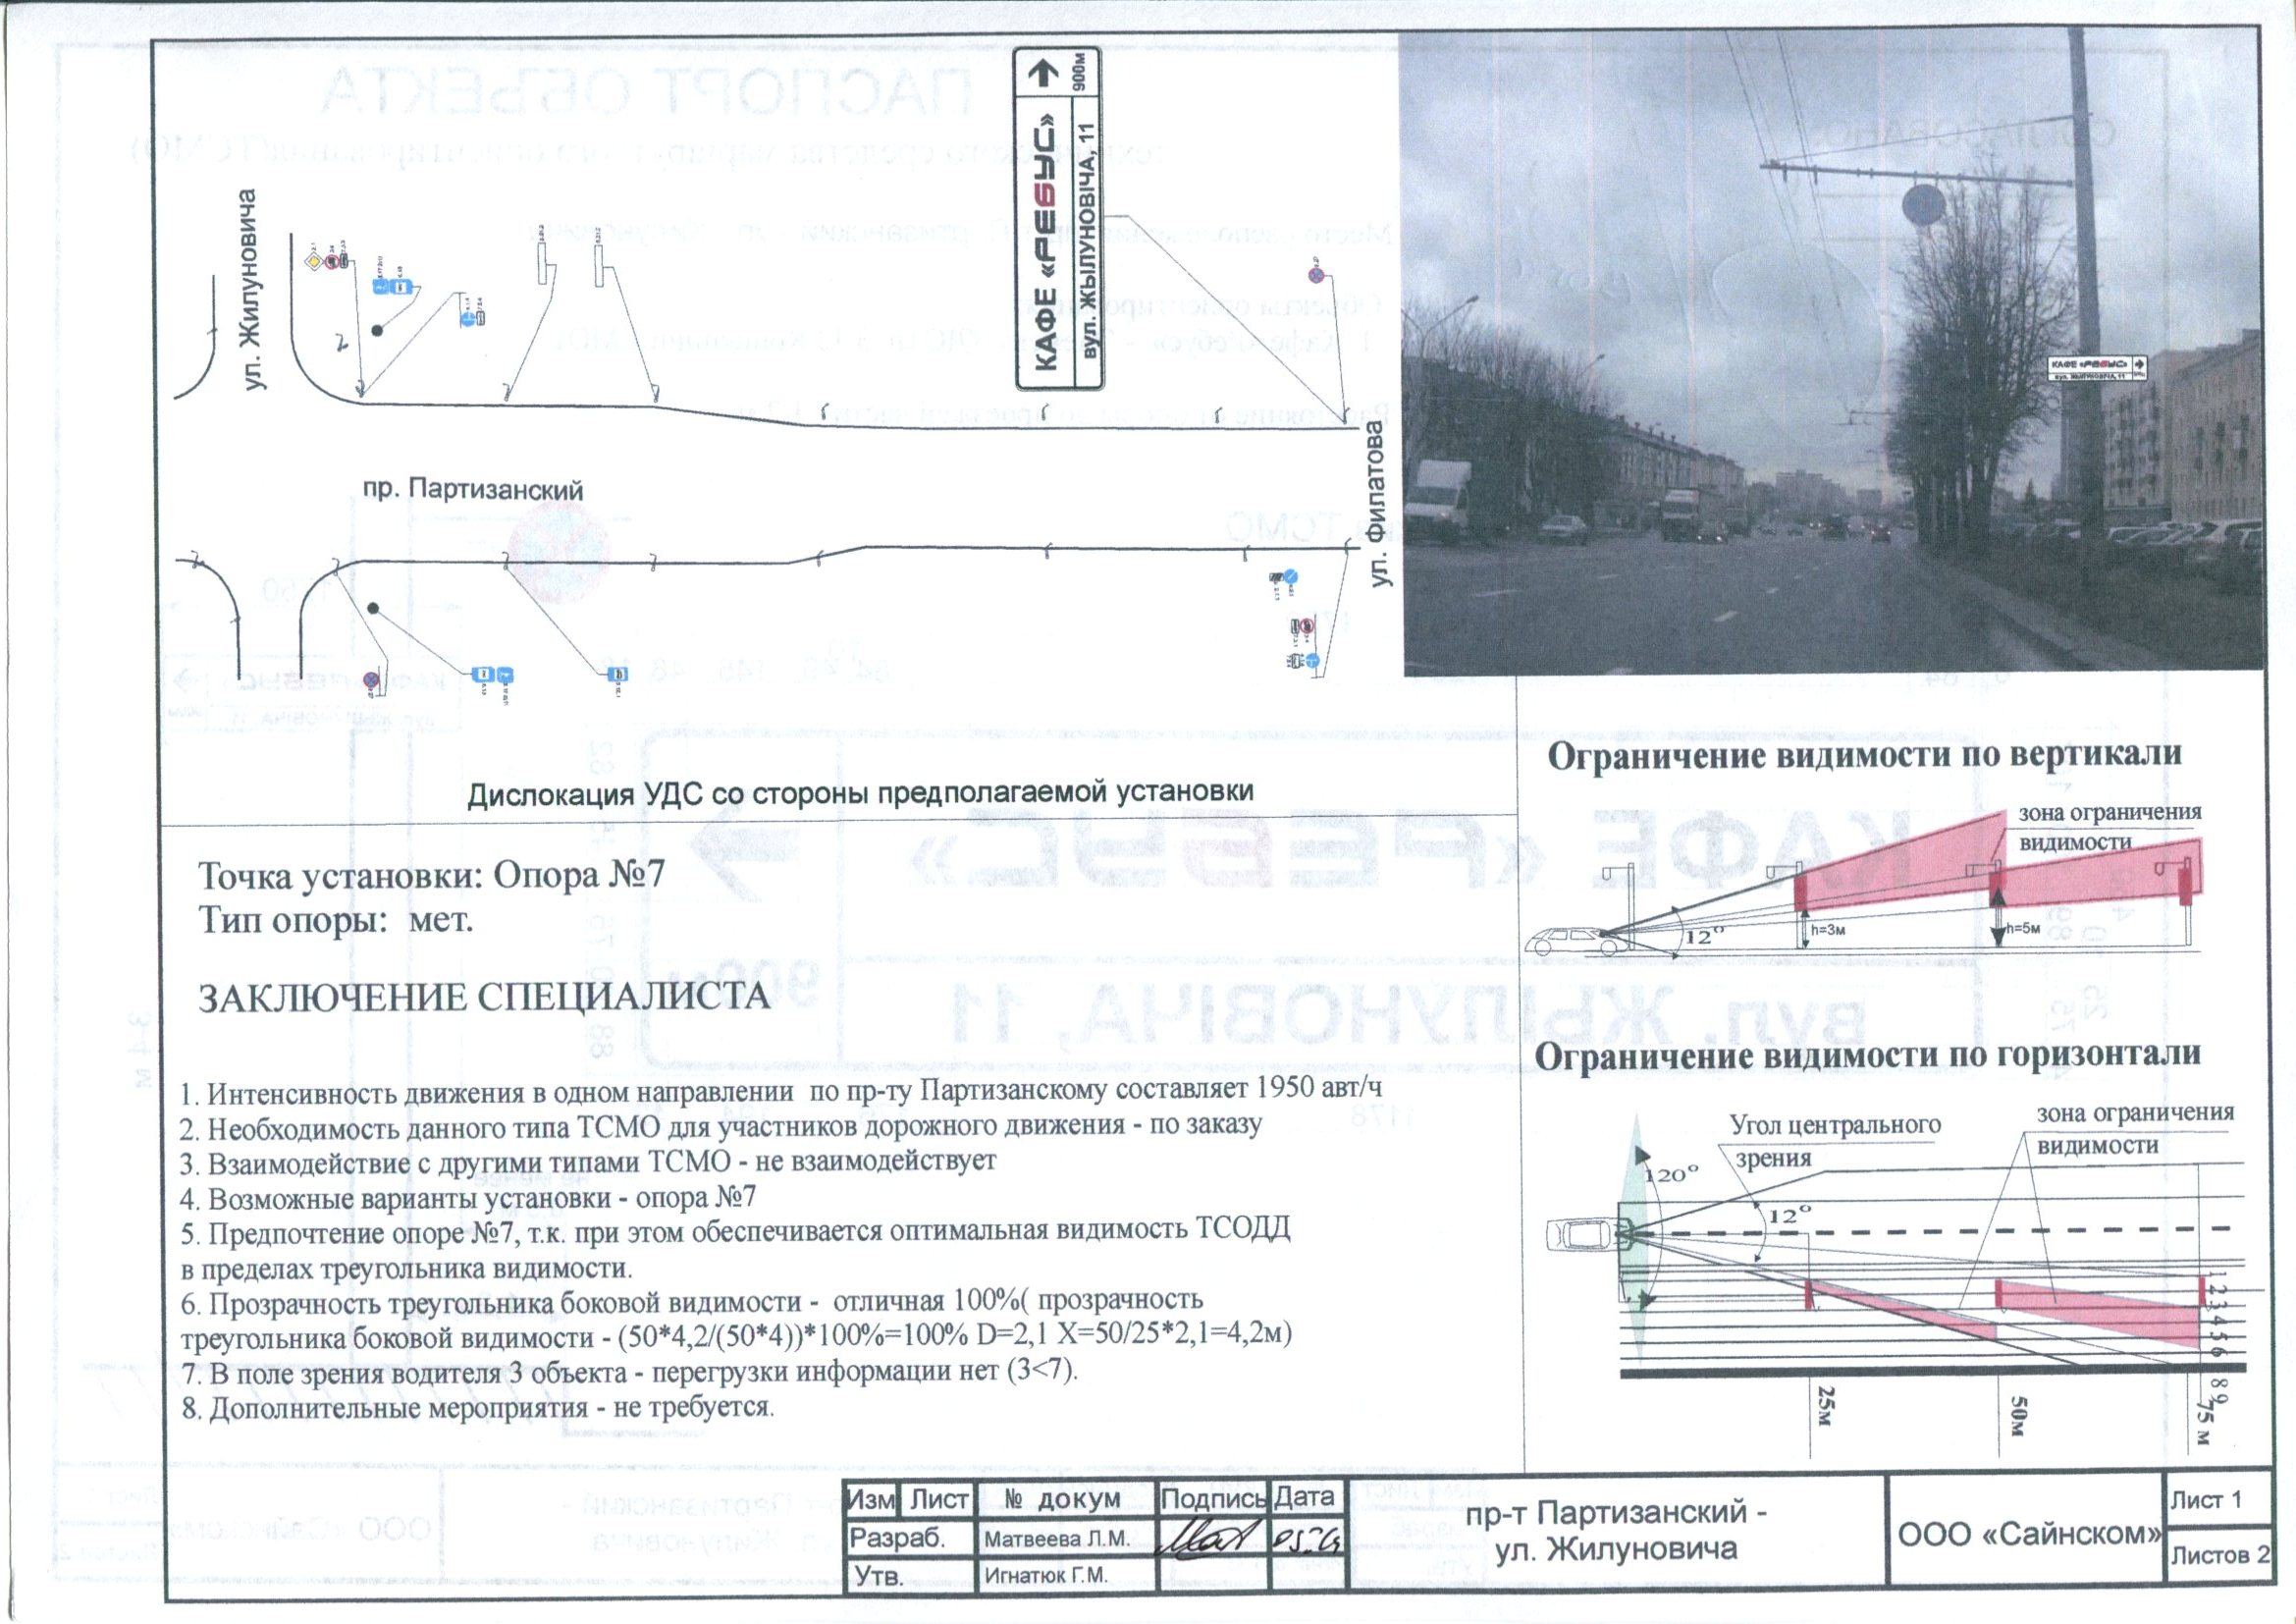 ул. Жилуновича
КАФЕ «РЕБУС»
900м
вул. ЖЫЛУНОВІЧА, 11
пр. Партизанский
ул. Филатова
КАФЕ «РЕБУС»
вул. ЖЫЛУНОВІЧА, 11
Дислокация УДС со стороны предполагаемой установки
Точка установки: Опора №7
Тип опоры: мет.
ЗАКЛЮЧЕНИЕ СПЕЦИАЛИСТА
1. Интенсивность движения в одном направлении по пр-ту Партизанскому составляет 1950 авт/ч
2. Необходимость данного типа ТСМО для участников дорожного движения - по заказу
3. Взаимодействие с другими типами ТСМО - не взаимодействует
4. Возможные варианты установки - опора №7
5. Предпочтение опоре №7, т.к. при этом обеспечивается оптимальная видимость ТСОДД
в пределах треугольника видимости.
6. Прозрачность треугольника боковой видимости - отличная 100%( прозрачность
треугольника боковой видимости - (50*4,2/(50*4))*100%=100% D=2,1 X=50/25*2,1=4,2м)
7. В поле зрения водителя 3 объекта - перегрузки информации нет (3<7).
8. Дополнительные мероприятия - не требуется.
Ограничение видимости по вертикали
зона ограничения
видимости
12°
h=3м
h=5м
Ограничение видимости по горизонтали
Угол центрального
зрения
зона ограничения
видимости
120°
12°
1 2 3 4 5 6
8 9
25м
50м
75 м
Изм Лист № докум Подпись Дата
Разраб. Матвеева Л.М.
Утв. Игнатюк Г.М.
пр-т Партизанский -
ул. Жилуновича
ООО «Сайнском»
Лист 1
Листов 2